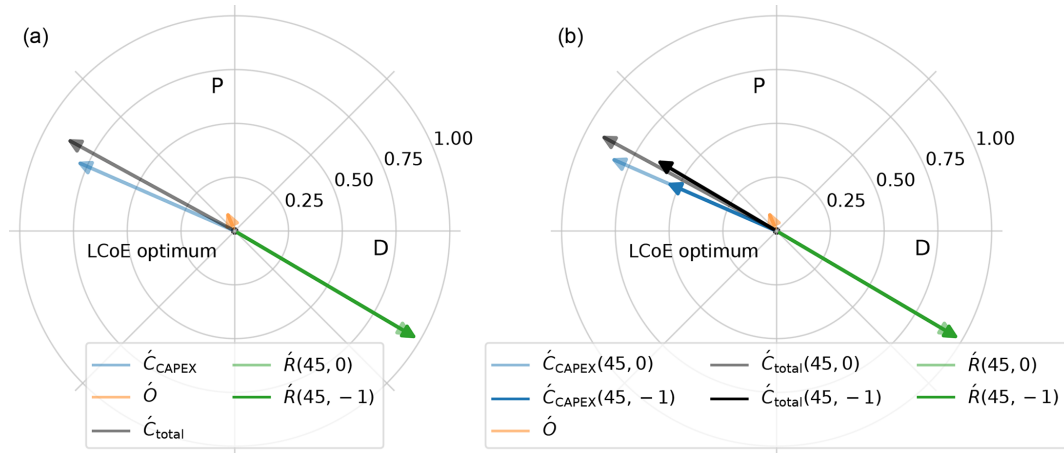 (a)
P
1.00
0.75
0.50
0.25
D
LCoE optimum
Ć_CAPEX
Ó
Ć_total
Ŕ(45, 0)
Ŕ(45, −1)
(b)
P
1.00
0.75
0.50
0.25
D
LCoE optimum
Ć_CAPEX(45, 0)
Ć_CAPEX(45, −1)
Ó
Ć_total(45, 0)
Ć_total(45, −1)
Ŕ(45, 0)
Ŕ(45, −1)